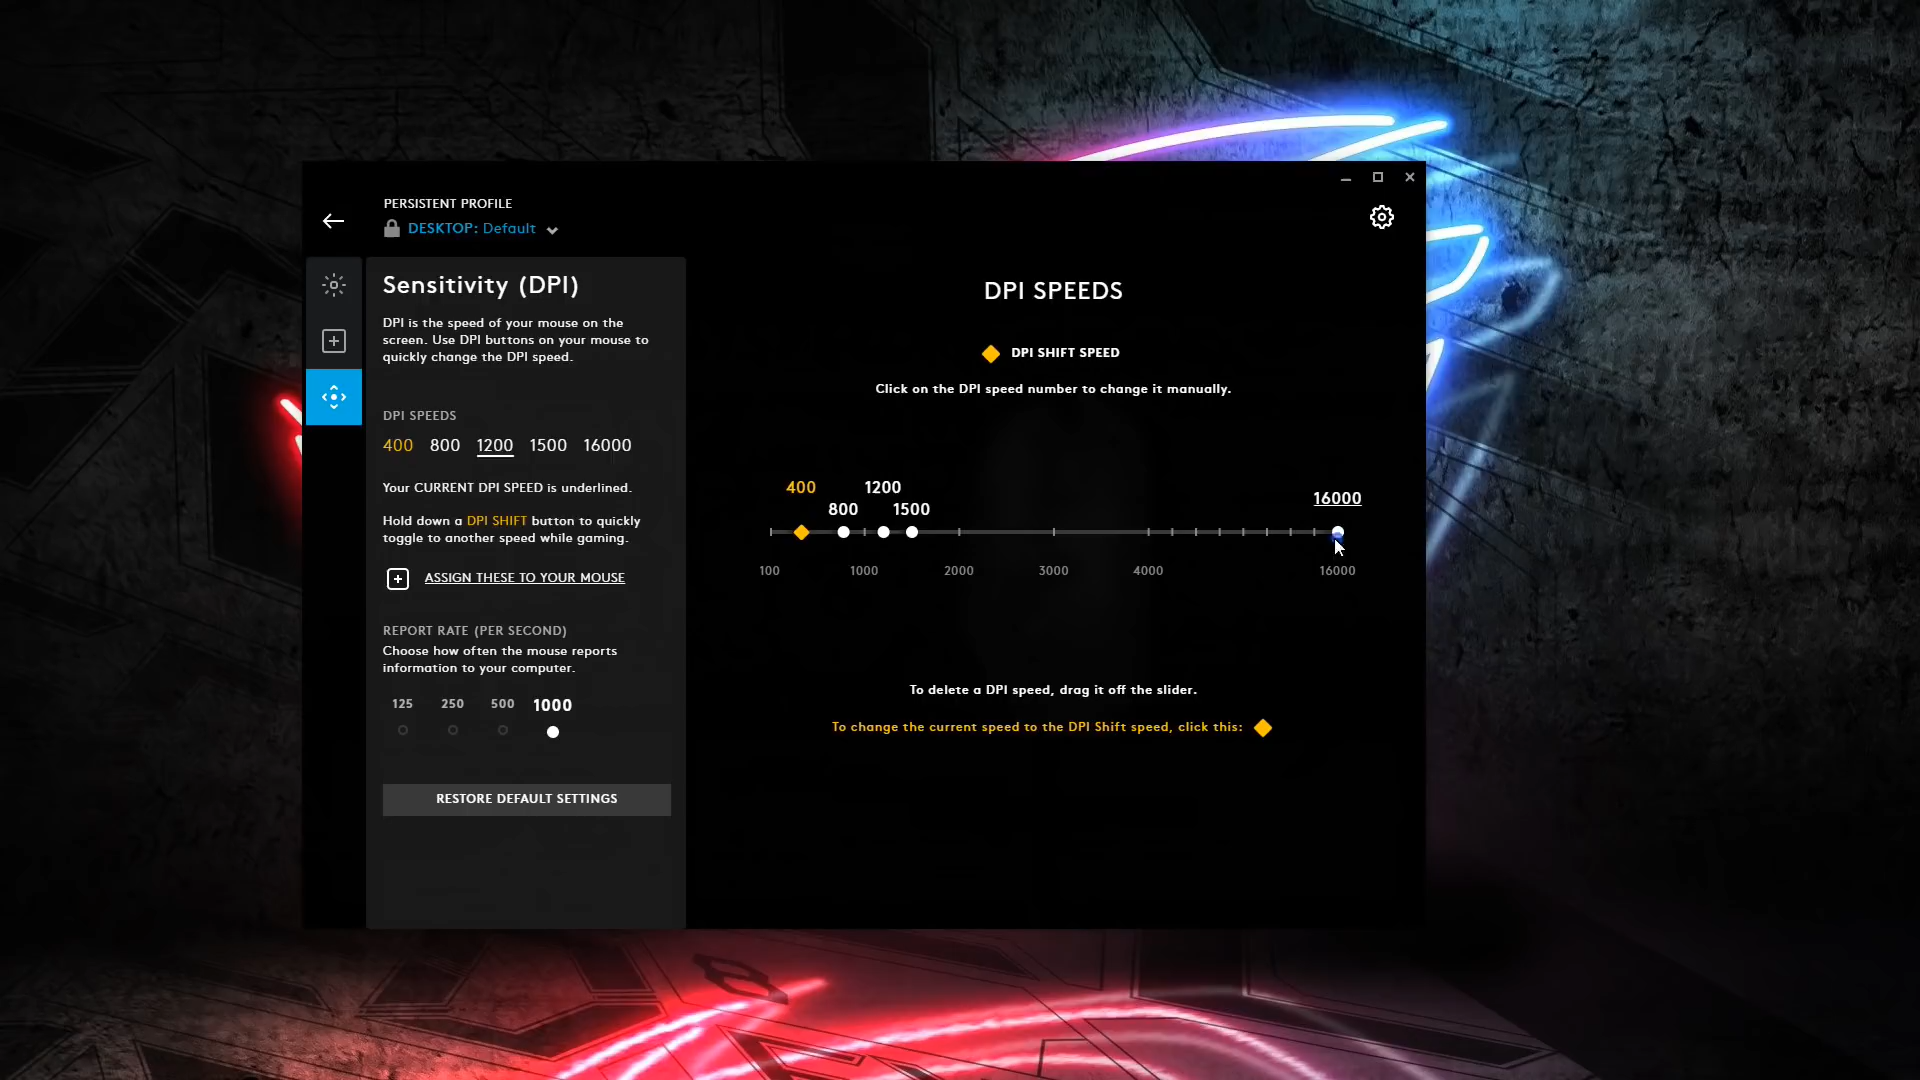 PERSISTENT PROFILE
DESKTOP: Default
Sensitivity (DPI)
DPI is the speed of your mouse on the
screen. Use DPI buttons on your mouse to
quickly change the DPI speed.
DPI SPEEDS
400 800 1200 1500 16000
Your CURRENT DPI SPEED is underlined.
Hold down a DPI SHIFT button to quickly
toggle to another speed while gaming.
ASSIGN THESE TO YOUR MOUSE
REPORT RATE (PER SECOND)
Choose how often the mouse reports
information to your computer.
125 250 500 1000
RESTORE DEFAULT SETTINGS
DPI SPEEDS
DPI SHIFT SPEED
Click on the DPI speed number to change it manually.
400 1200
800 1500 16000
100 1000 2000 3000 4000 16000
To delete a DPI speed, drag it off the slider.
To change the current speed to the DPI Shift speed, click this: